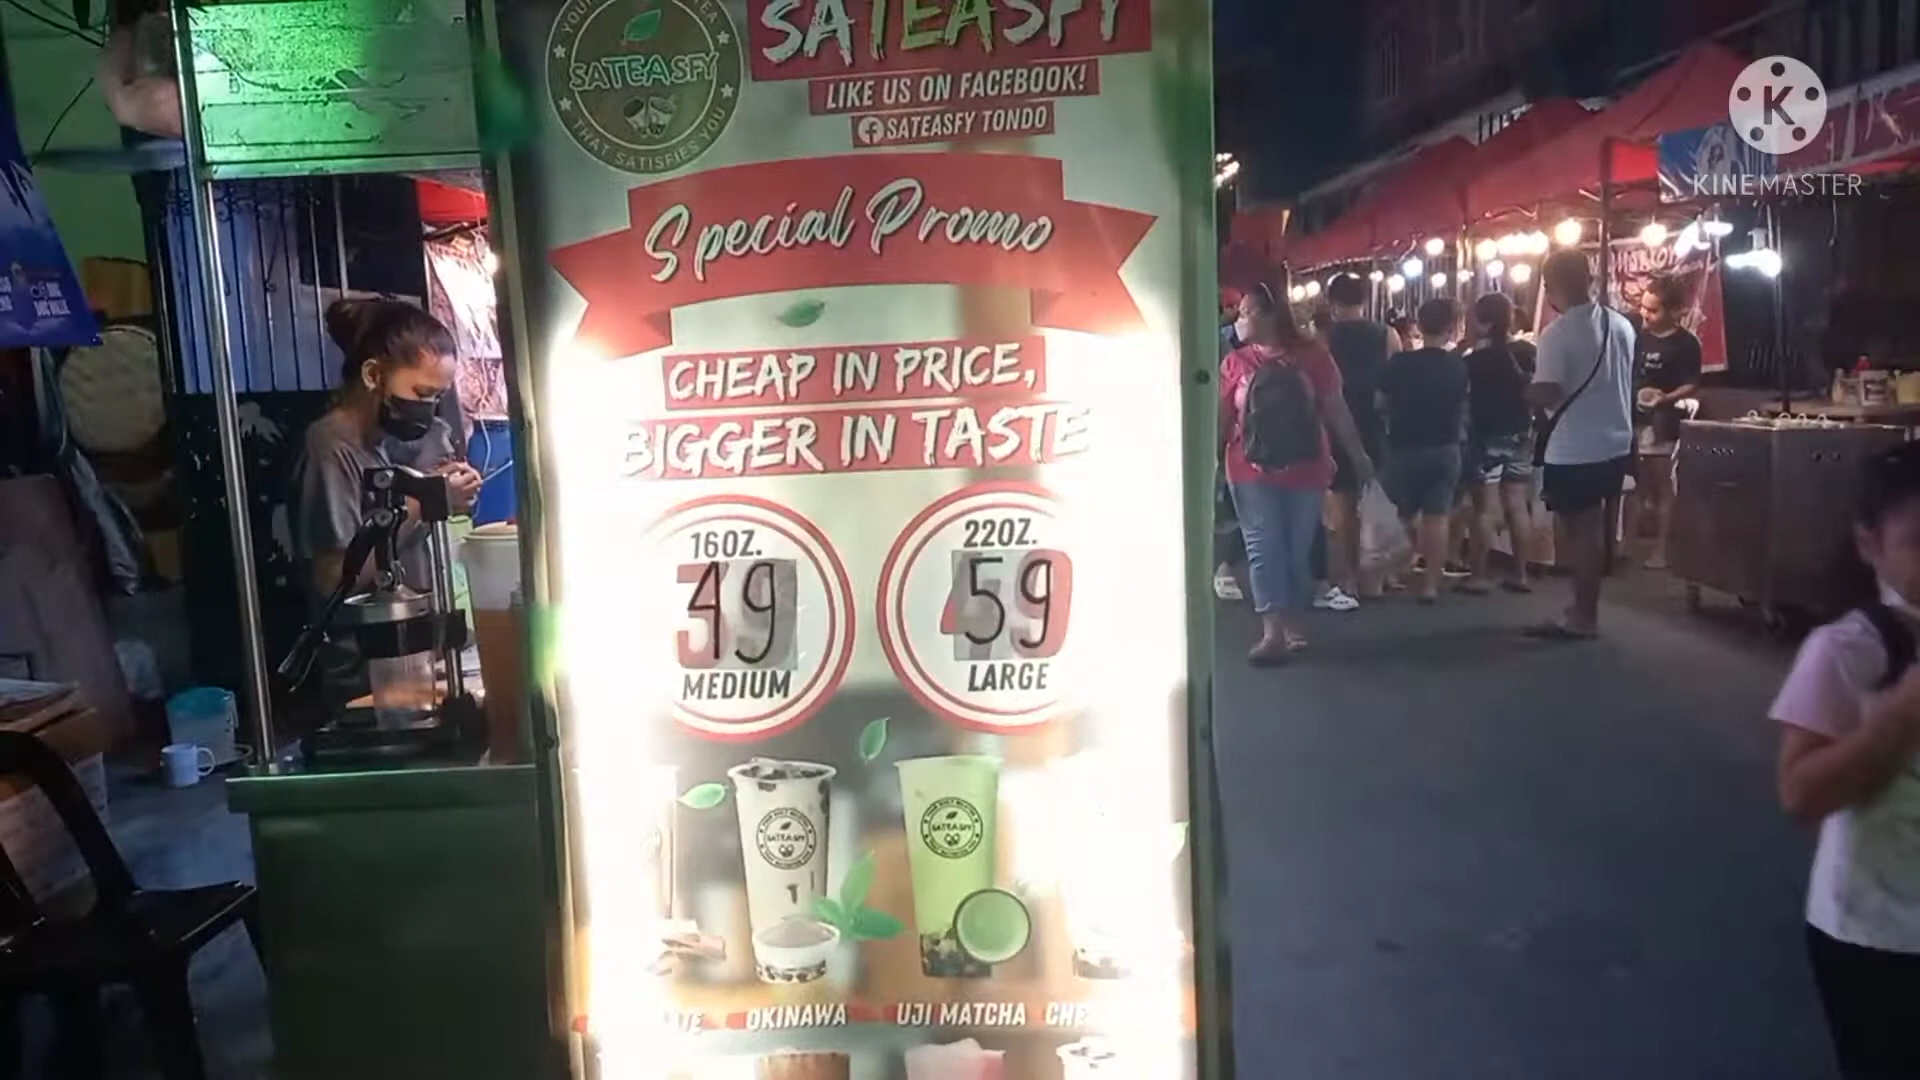 SATEASFY
LIKE US ON FACEBOOK!
SATEASFY TONDO
SATEASFY
THAT SATISFIES YOU
Special Promo
CHEAP IN PRICE,
BIGGER IN TASTE
16OZ.
49
MEDIUM
22OZ.
59
LARGE
SATEASFY
SATEASFY
OKINAWA
UJI MATCHA
KINEMASTER